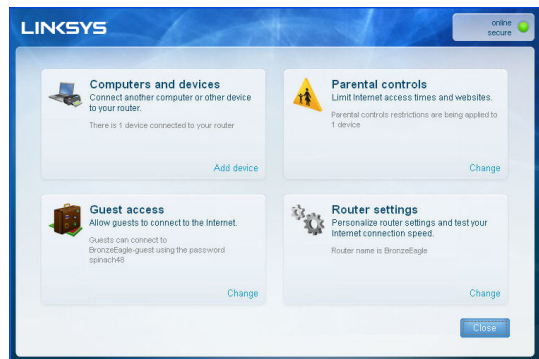 LINKSYS
online
secure
Computers and devices
Connect another computer or other device
to your router.
There is 1 device connected to your router
Add device
Parental controls
Limit Internet access times and websites.
Parental controls restrictions are being applied to
1 device
Change
Guest access
Allow guests to connect to the Internet.
Guests can connect to
BronzeEagle-guest using the password
spinach48
Change
Router settings
Personalize router settings and test your
Internet connection speed.
Router name is BronzeEagle
Change
Close